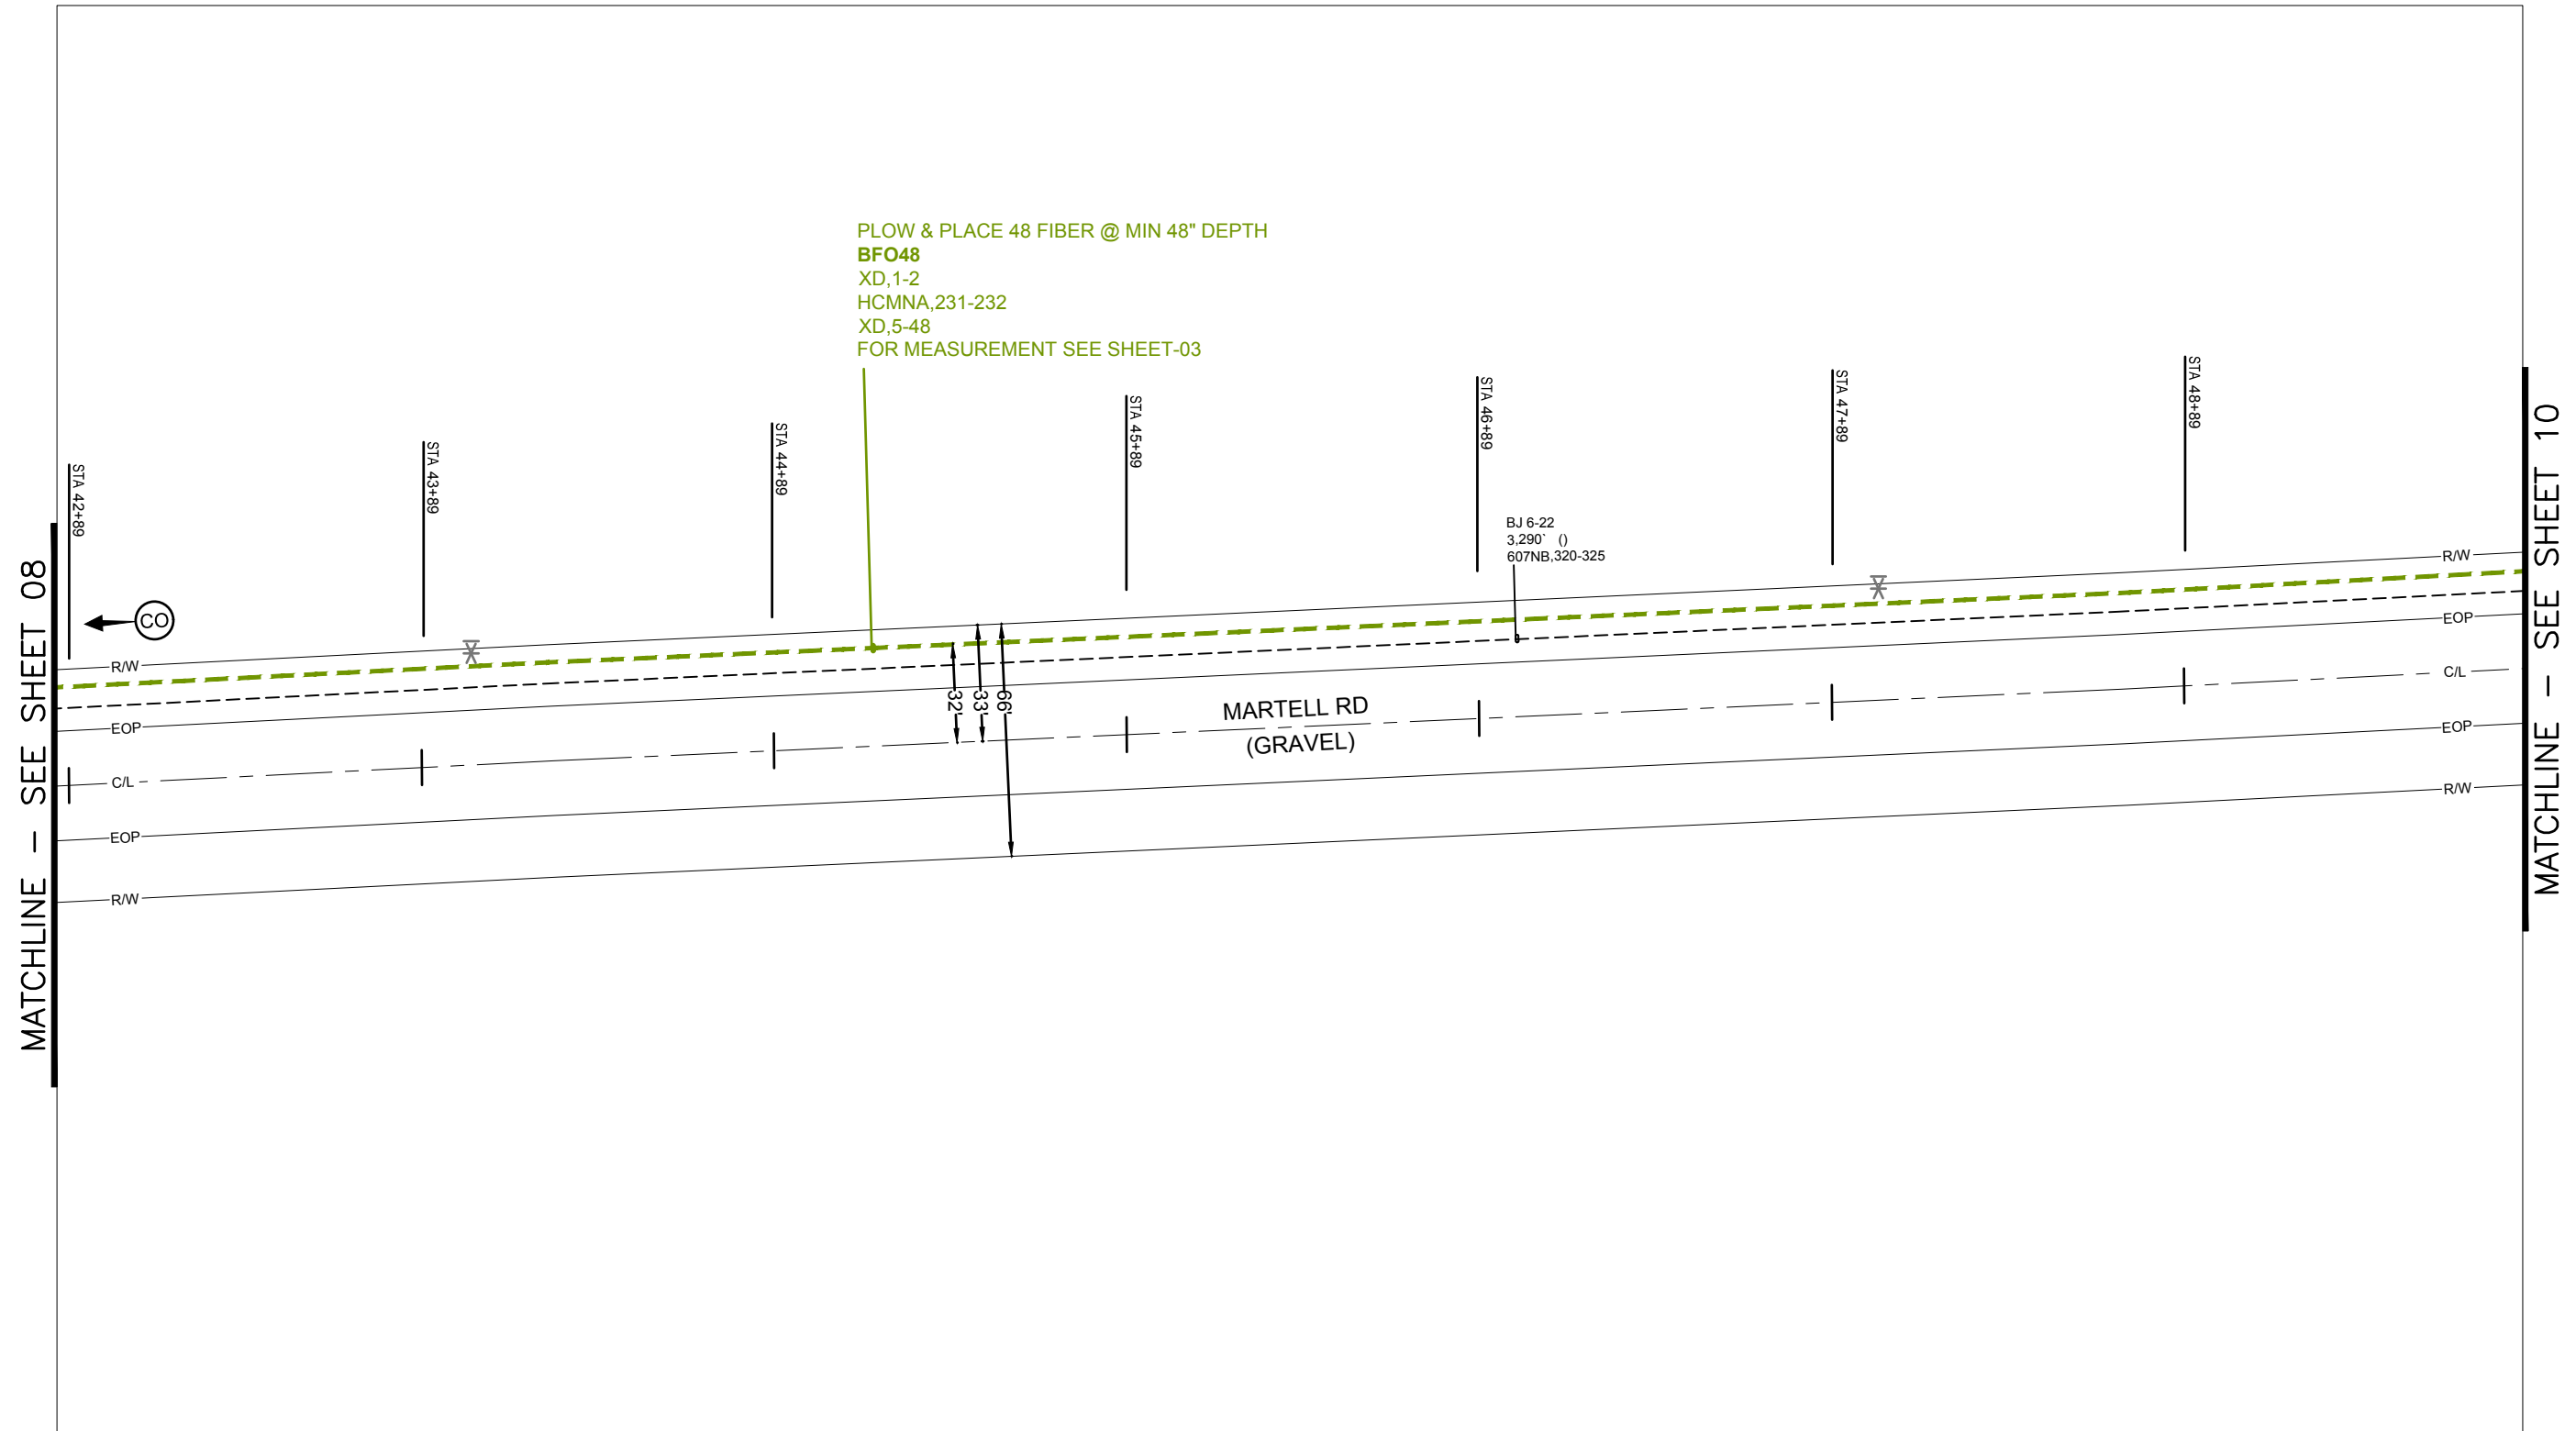 PLOW & PLACE 48 FIBER @ MIN 48" DEPTH
BFO48
XD,1-2
HCMNA,231-232
XD,5-48
FOR MEASUREMENT SEE SHEET-03
STA 42+89
STA 43+89
STA 44+89
STA 45+89
STA 46+89
STA 47+89
STA 48+89
BJ 6-22
3,290` ()
607NB,320-325
CO
R/W
EOP
C/L
EOP
R/W
32'
33'
66'
MARTELL RD
(GRAVEL)
R/W
EOP
C/L
EOP
R/W
MATCHLINE - SEE SHEET 08
MATCHLINE - SEE SHEET 10